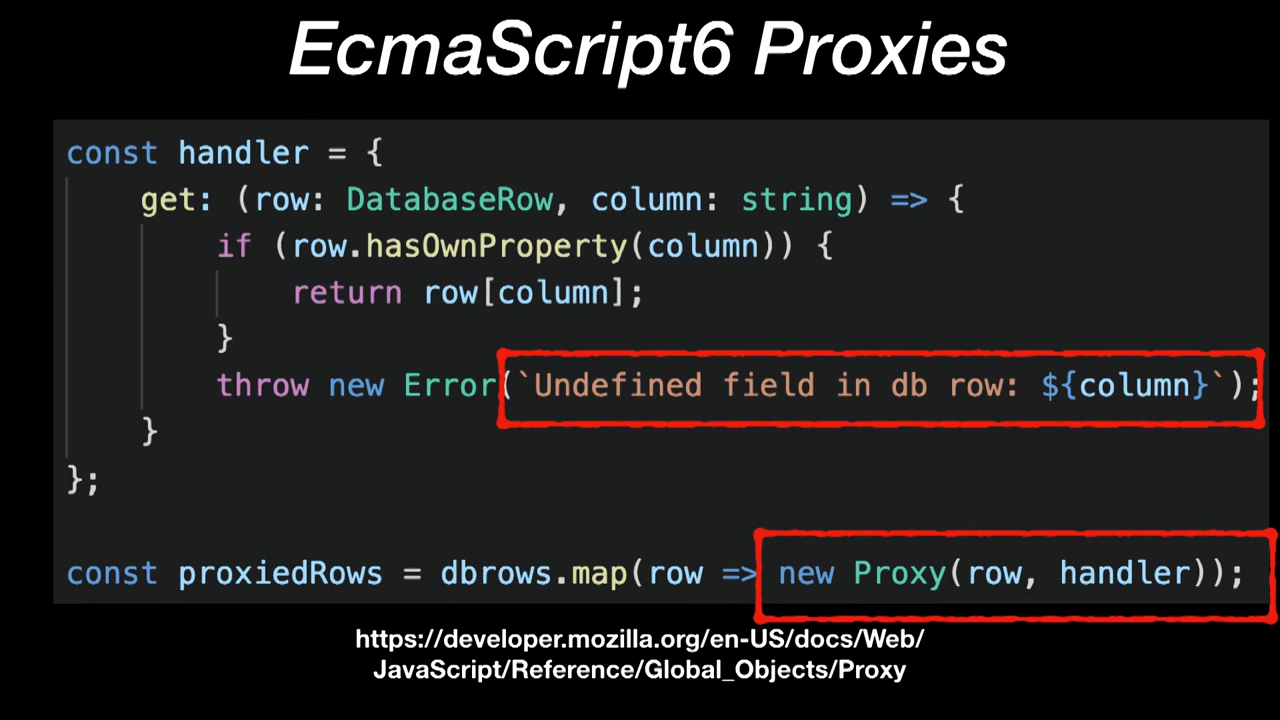 EcmaScript6 Proxies
const handler = {
    get: (row: DatabaseRow, column: string) => {
        if (row.hasOwnProperty(column)) {
            return row[column];
        }
        throw new Error(`Undefined field in db row: ${column}`);
    }
};
const proxiedRows = dbrows.map(row => new Proxy(row, handler));
https://developer.mozilla.org/en-US/docs/Web/
JavaScript/Reference/Global_Objects/Proxy